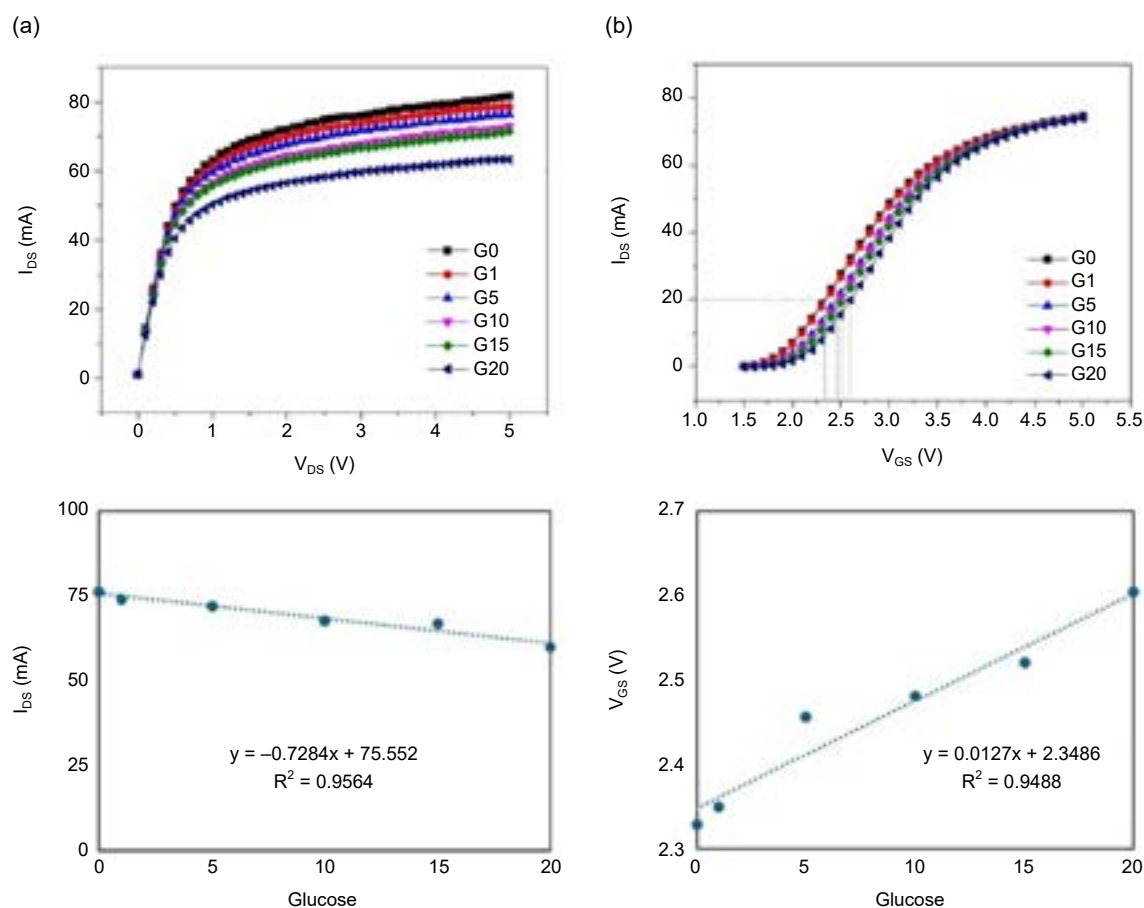 (a)
80
60
40
20
0
I_DS (mA)
0 1 2 3 4 5
V_DS (V)
G0
G1
G5
G10
G15
G20
(b)
80
60
40
20
0
I_DS (mA)
1.0 1.5 2.0 2.5 3.0 3.5 4.0 4.5 5.0 5.5
V_GS (V)
G0
G1
G5
G10
G15
G20
100
75
50
25
0
I_DS (mA)
y = –0.7284x + 75.552
R² = 0.9564
0 5 10 15 20
Glucose
2.7
2.6
2.5
2.4
2.3
V_GS (V)
y = 0.0127x + 2.3486
R² = 0.9488
0 5 10 15 20
Glucose